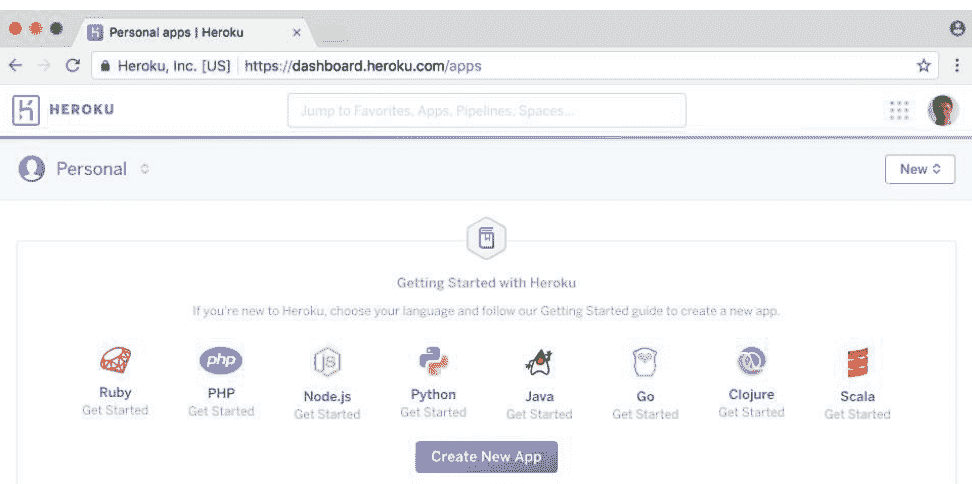 Personal apps | Heroku
Heroku, Inc. [US] https://dashboard.heroku.com/apps
HEROKU
Jump to Favorites, Apps, Pipelines, Spaces...
Personal
New
Getting Started with Heroku
If you're new to Heroku, choose your language and follow our Getting Started guide to create a new app.
php
JS
Ruby PHP Node.js Python Java Go Clojure Scala
Get Started Get Started Get Started Get Started Get Started Get Started Get Started Get Started
Create New App